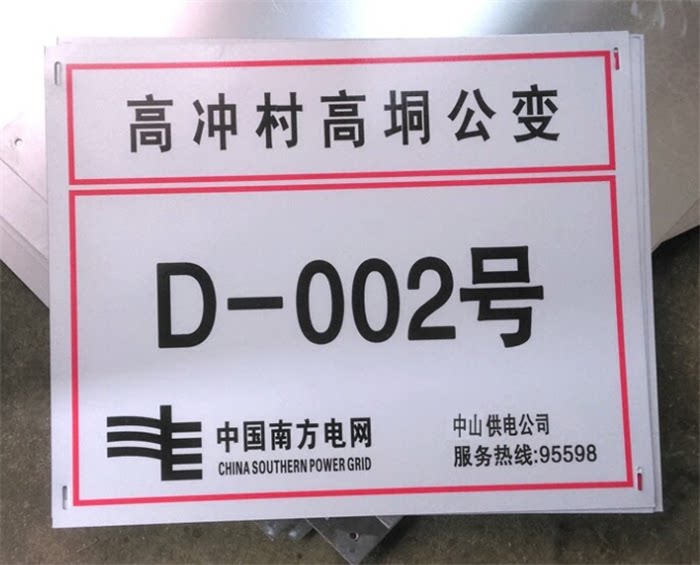 高冲村高垌公变
D-002号
中国南方电网
CHINA SOUTHERN POWER GRID
中山供电公司
服务热线:95598